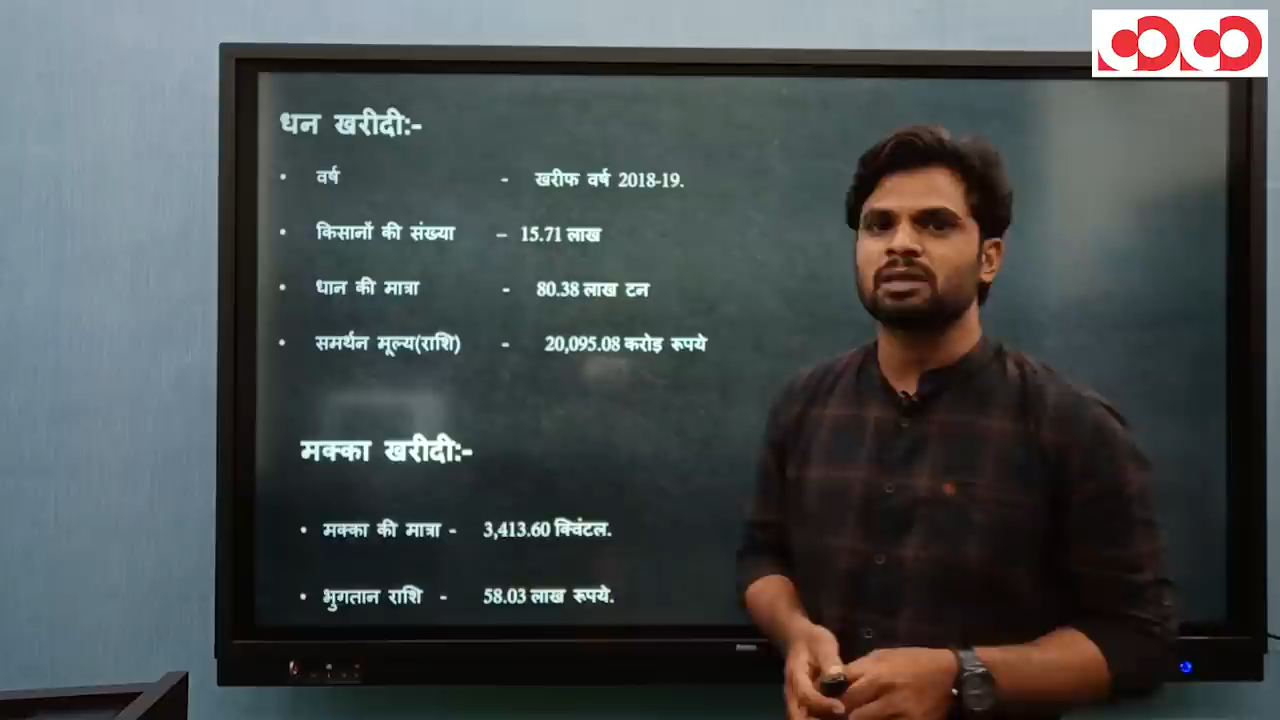 धन खरीदी:-
• वर्ष - खरीफ वर्ष 2018-19.
• किसानों की संख्या – 15.71 लाख
• धान की मात्रा - 80.38 लाख टन
• समर्थन मूल्य(राशि) - 20,095.08 करोड़ रूपये
मक्का खरीदी:-
• मक्का की मात्रा - 3,413.60 क्विंटल.
• भुगतान राशि - 58.03 लाख रूपये.